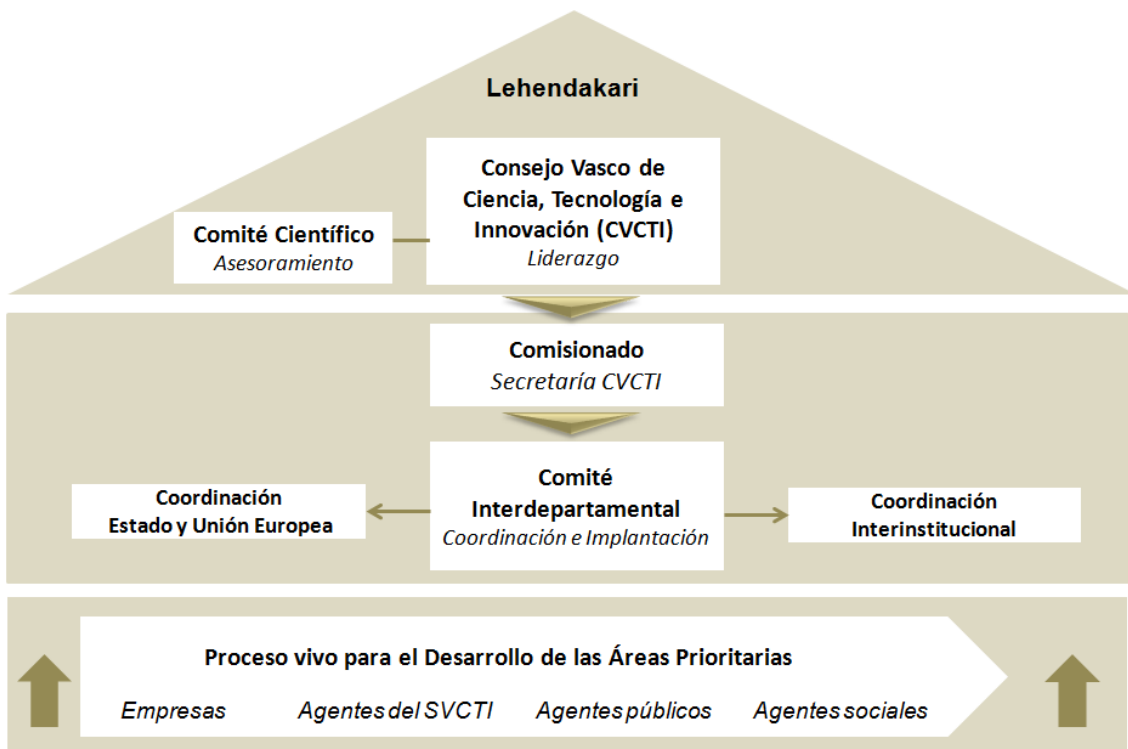 Lehendakari
Consejo Vasco de
Ciencia, Tecnología e
Innovación (CVCTI)
Liderazgo
Comité Científico
Asesoramiento
Comisionado
Secretaría CVCTI
Comité
Interdepartamental
Coordinación e Implantación
Coordinación
Estado y Unión Europea
Coordinación
Interinstitucional
Proceso vivo para el Desarrollo de las Áreas Prioritarias
Empresas Agentes del SVCTI Agentes públicos Agentes sociales